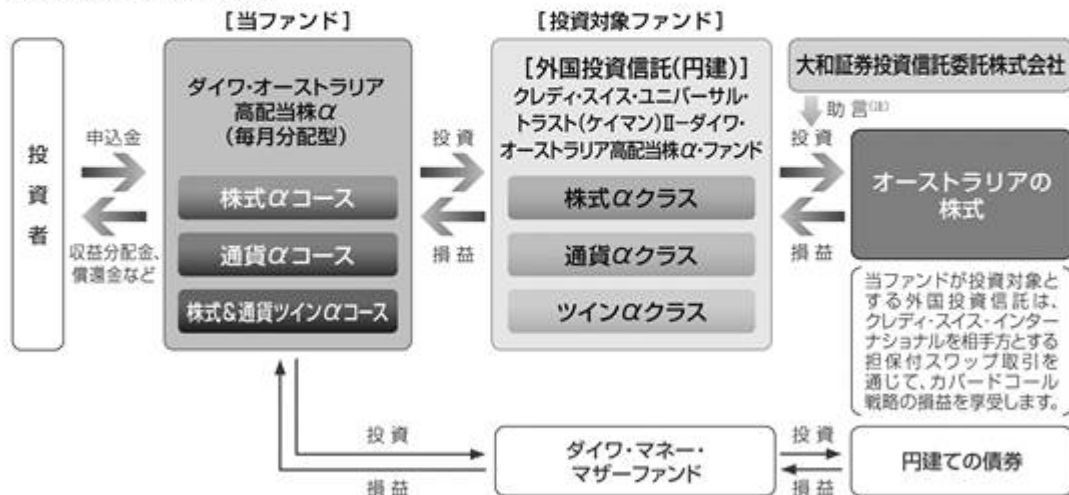 [当ファンド]
[投資対象ファンド]
投資者
申込金
収益分配金、
償還金など
ダイワ・オーストラリア
高配当株α
(毎月分配型)
株式αコース
通貨αコース
株式&通貨ツインαコース
投資
損益
[外国投資信託(円建)]
クレディ・スイス・ユニバーサル・
トラスト(ケイマン)Ⅱ-ダイワ・
オーストラリア高配当株α・ファンド
株式αクラス
通貨αクラス
ツインαクラス
大和証券投資信託委託株式会社
助言(注)
投資
損益
オーストラリアの
株式
当ファンドが投資対象と
する外国投資信託は、
クレディ・スイス・インター
ナショナルを相手方とする
担保付スワップ取引を
通じて、カバードコール
戦略の損益を享受します。
投資
損益
ダイワ・マネー・
マザーファンド
投資
損益
円建ての債券